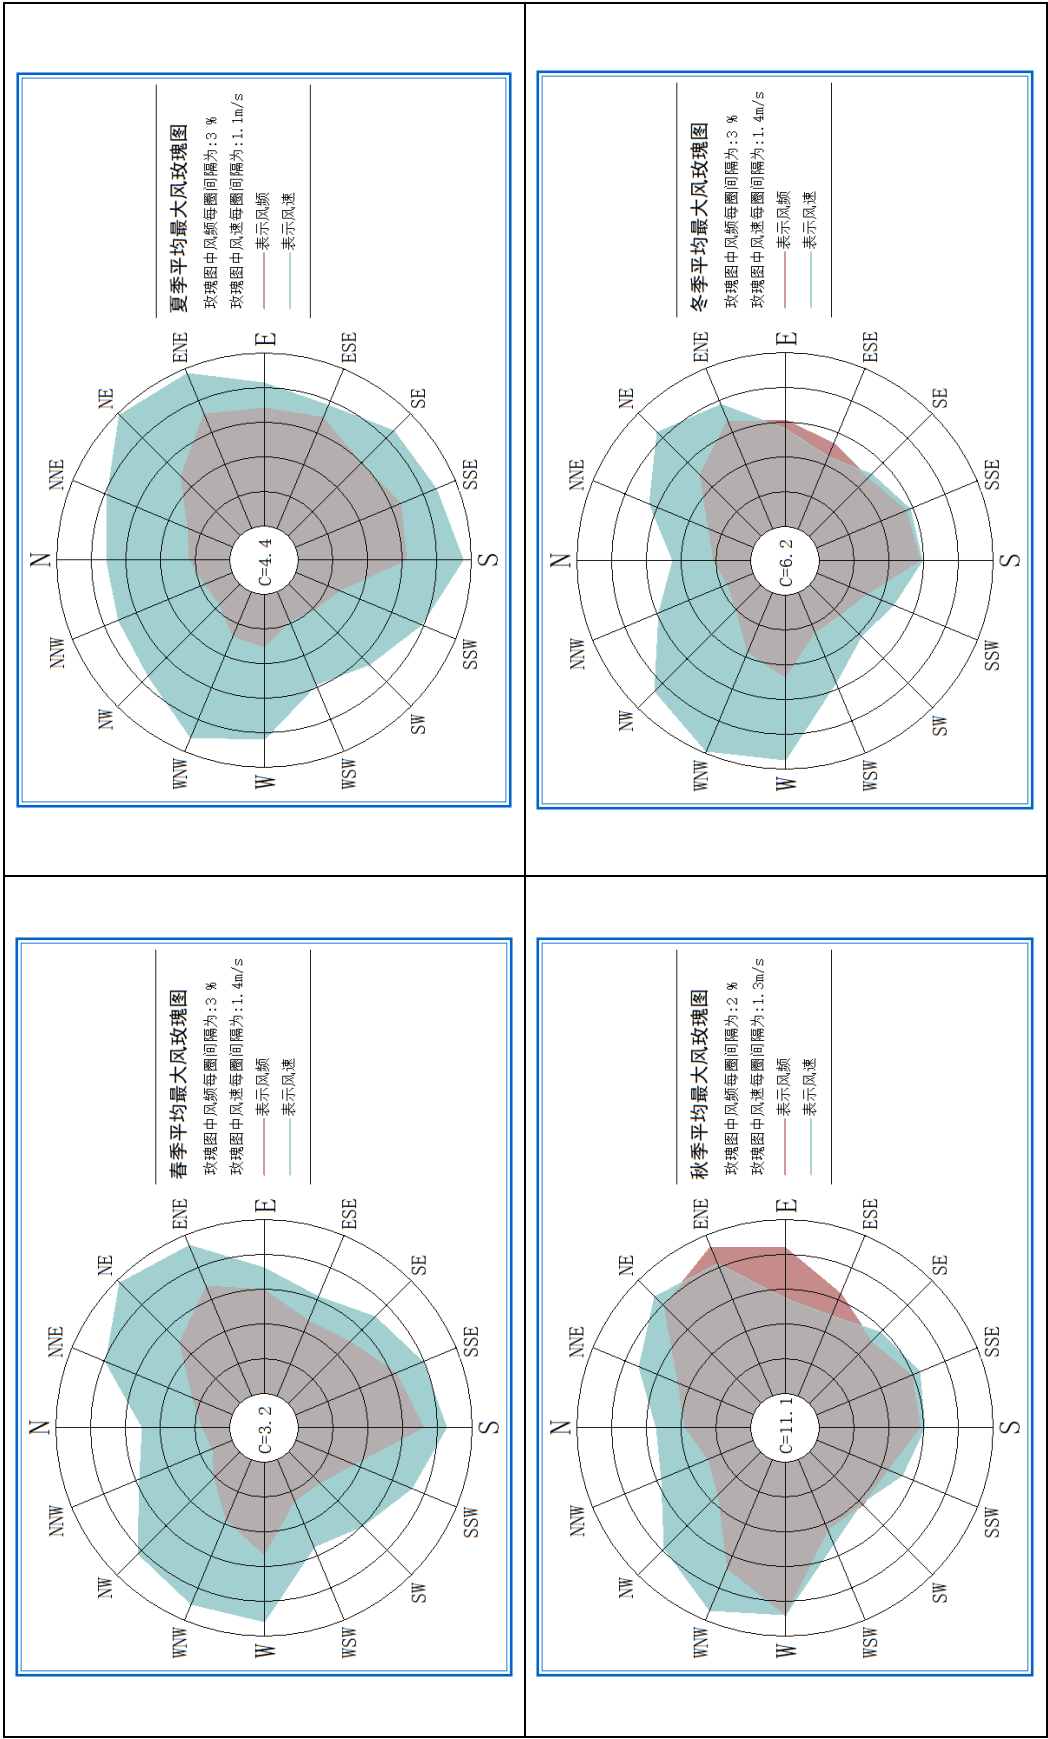 N
NNW
NNE
NW
NE
WNW
ENE
W
C=3.2
E
WSW
ESE
SW
SE
SSW
SSE
S
春季平均最大风玫瑰图
玫瑰图中风频每圈间隔为:3 %
玫瑰图中风速每圈间隔为:1.4m/s
表示风频
表示风速
N
NNW
NNE
NW
NE
WNW
ENE
W
C=4.4
E
WSW
ESE
SW
SE
SSW
SSE
S
夏季平均最大风玫瑰图
玫瑰图中风频每圈间隔为:3 %
玫瑰图中风速每圈间隔为:1.1m/s
表示风频
表示风速
N
NNW
NNE
NW
NE
WNW
ENE
W
C=11.1
E
WSW
ESE
SW
SE
SSW
SSE
S
秋季平均最大风玫瑰图
玫瑰图中风频每圈间隔为:2 %
玫瑰图中风速每圈间隔为:1.3m/s
表示风频
表示风速
N
NNW
NNE
NW
NE
WNW
ENE
W
C=6.2
E
WSW
ESE
SW
SE
SSW
SSE
S
冬季平均最大风玫瑰图
玫瑰图中风频每圈间隔为:3 %
玫瑰图中风速每圈间隔为:1.4m/s
表示风频
表示风速